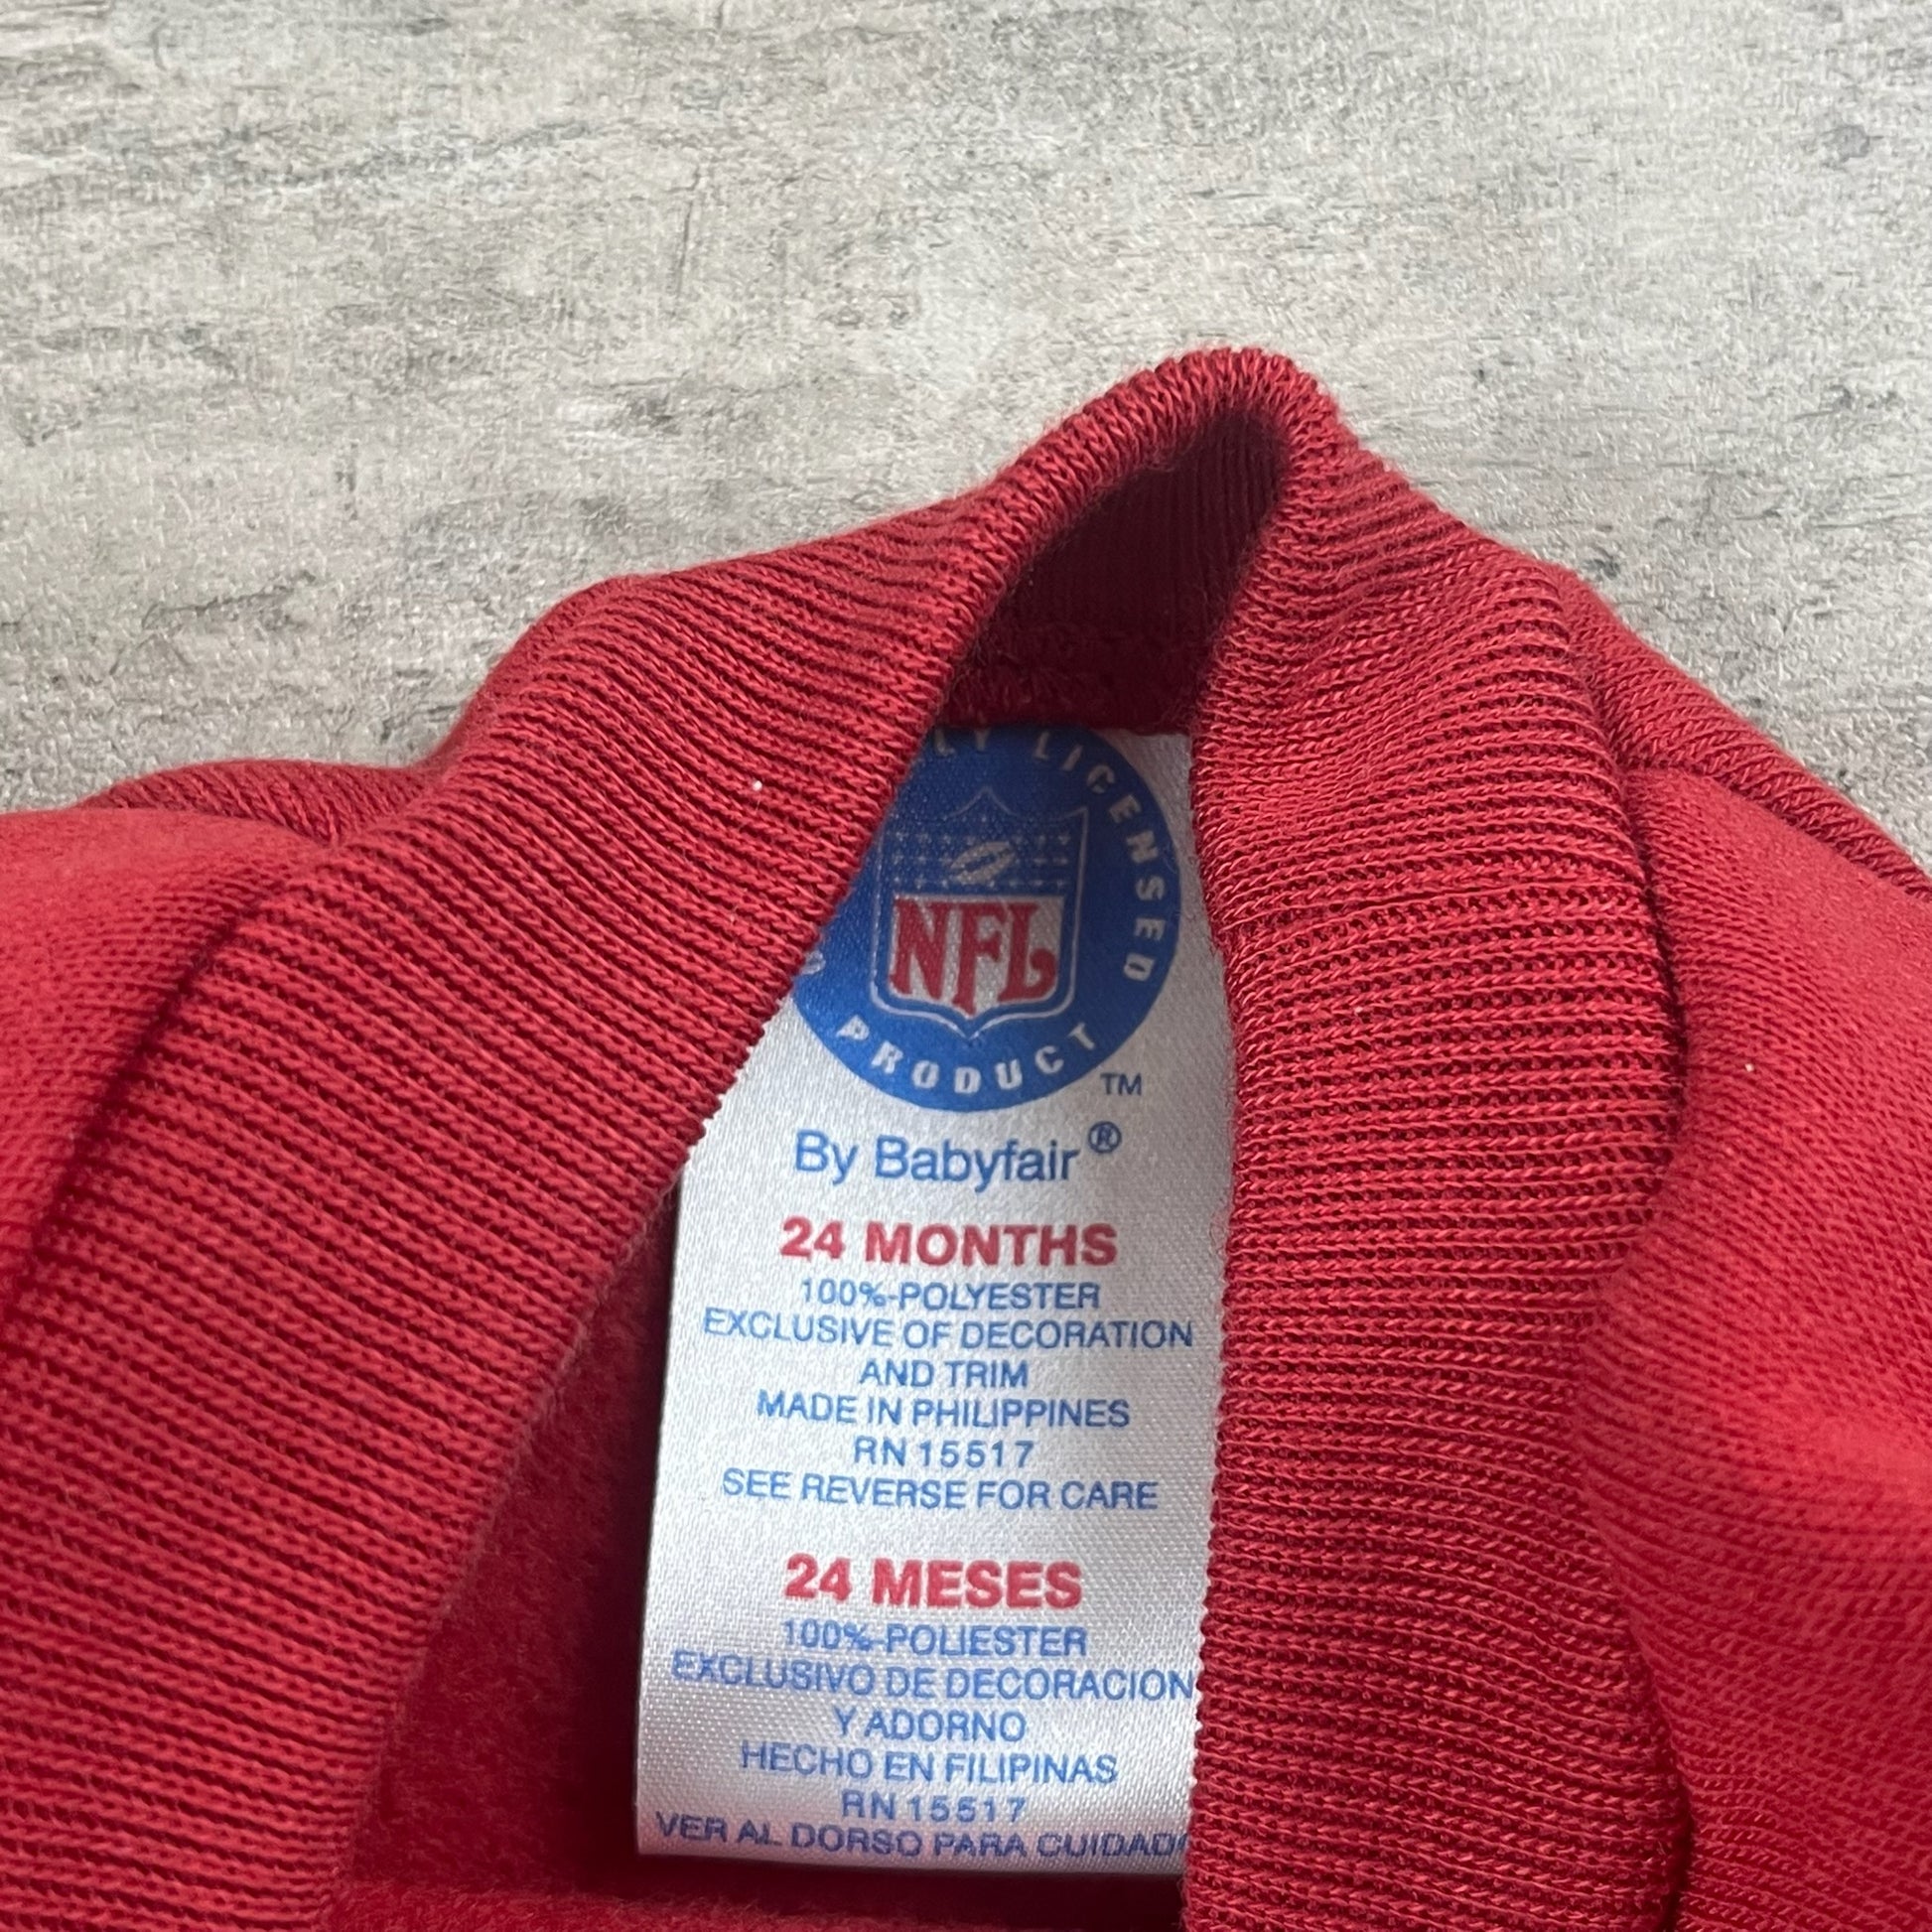 LICENSED
NFL
PRODUCT
TM
By Babyfair®
24 MONTHS
100%-POLYESTER
EXCLUSIVE OF DECORATION
AND TRIM
MADE IN PHILIPPINES
RN 15517
SEE REVERSE FOR CARE
24 MESES
100%-POLIESTER
EXCLUSIVO DE DECORACION
Y ADORNO
HECHO EN FILIPINAS
RN 15517
VER AL DORSO PARA CUIDADO